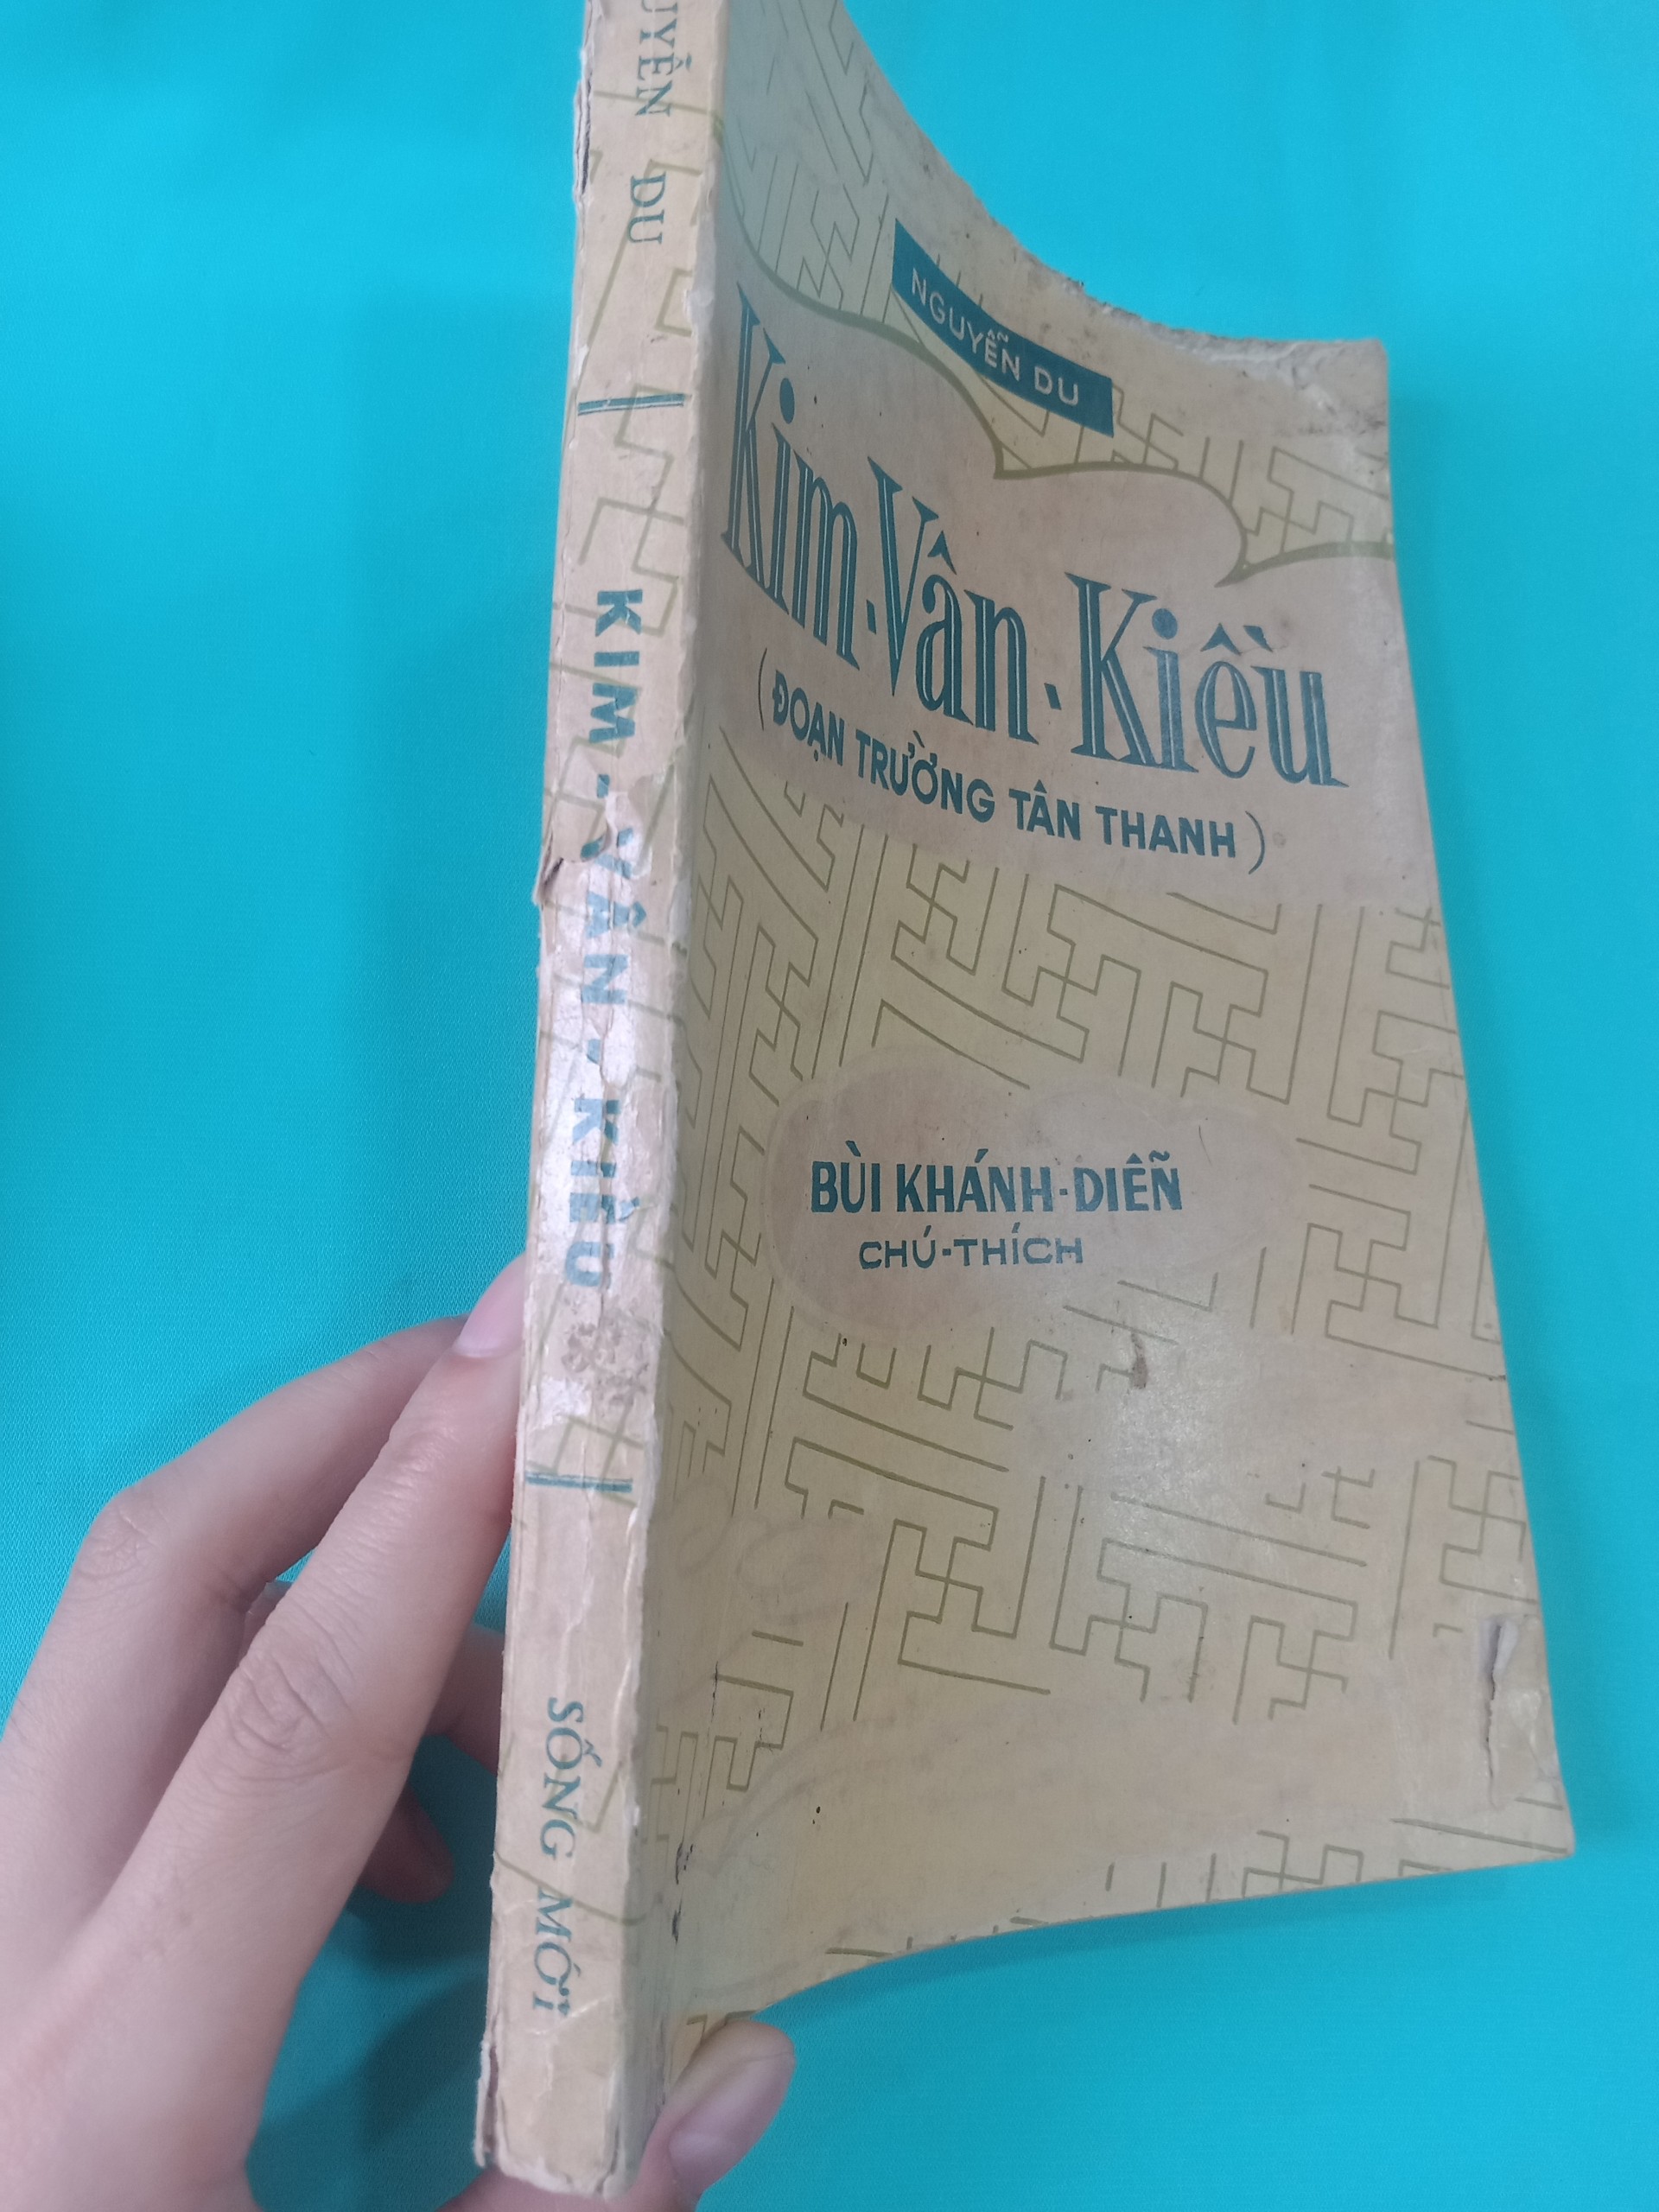 NGUYỄN DU
Kim-Vân-Kiều
(ĐOẠN TRƯỜNG TÂN THANH)
BÙI KHÁNH-DIỄN
CHÚ-THÍCH
DU
KIM-VÂN-KIỀU
SỐNG MỚI